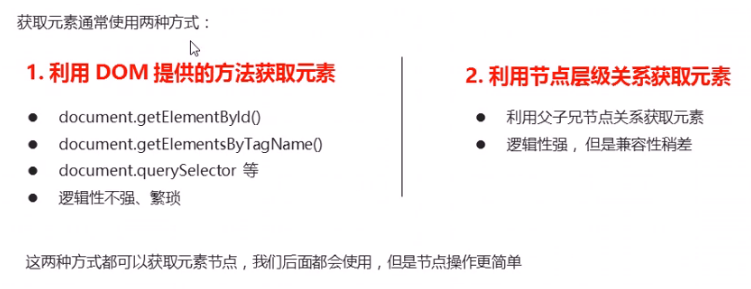 获取元素通常使用两种方式：
1. 利用 DOM 提供的方法获取元素
● document.getElementById()
● document.getElementsByTagName()
● document.querySelector 等
● 逻辑性不强、繁琐
2. 利用节点层级关系获取元素
● 利用父子兄节点关系获取元素
● 逻辑性强，但是兼容性稍差
这两种方式都可以获取元素节点，我们后面都会使用，但是节点操作更简单